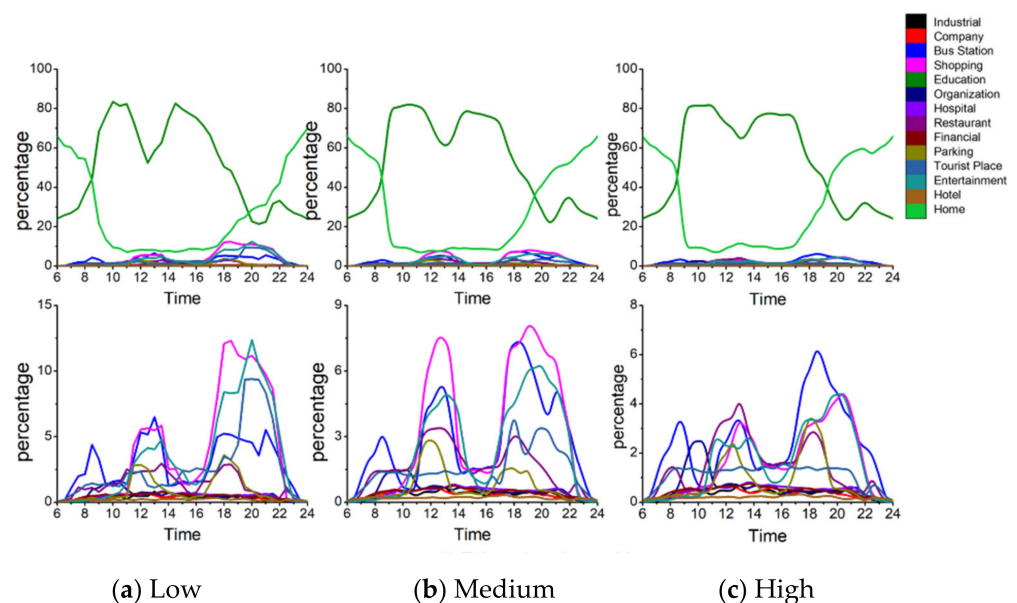 Industrial
Company
Bus Station
Shopping
Education
Organization
Hospital
Restaurant
Financial
Parking
Tourist Place
Entertainment
Hotel
Home
percentage
100
80
60
40
20
0
6 8 10 12 14 16 18 20 22 24
Time
percentage
100
80
60
40
20
0
6 8 10 12 14 16 18 20 22 24
Time
percentage
100
80
60
40
20
0
6 8 10 12 14 16 18 20 22 24
Time
percentage
15
10
5
0
6 8 10 12 14 16 18 20 22 24
Time
percentage
9
6
3
0
6 8 10 12 14 16 18 20 22 24
Time
percentage
8
6
4
2
0
6 8 10 12 14 16 18 20 22 24
Time
(a) Low
(b) Medium
(c) High